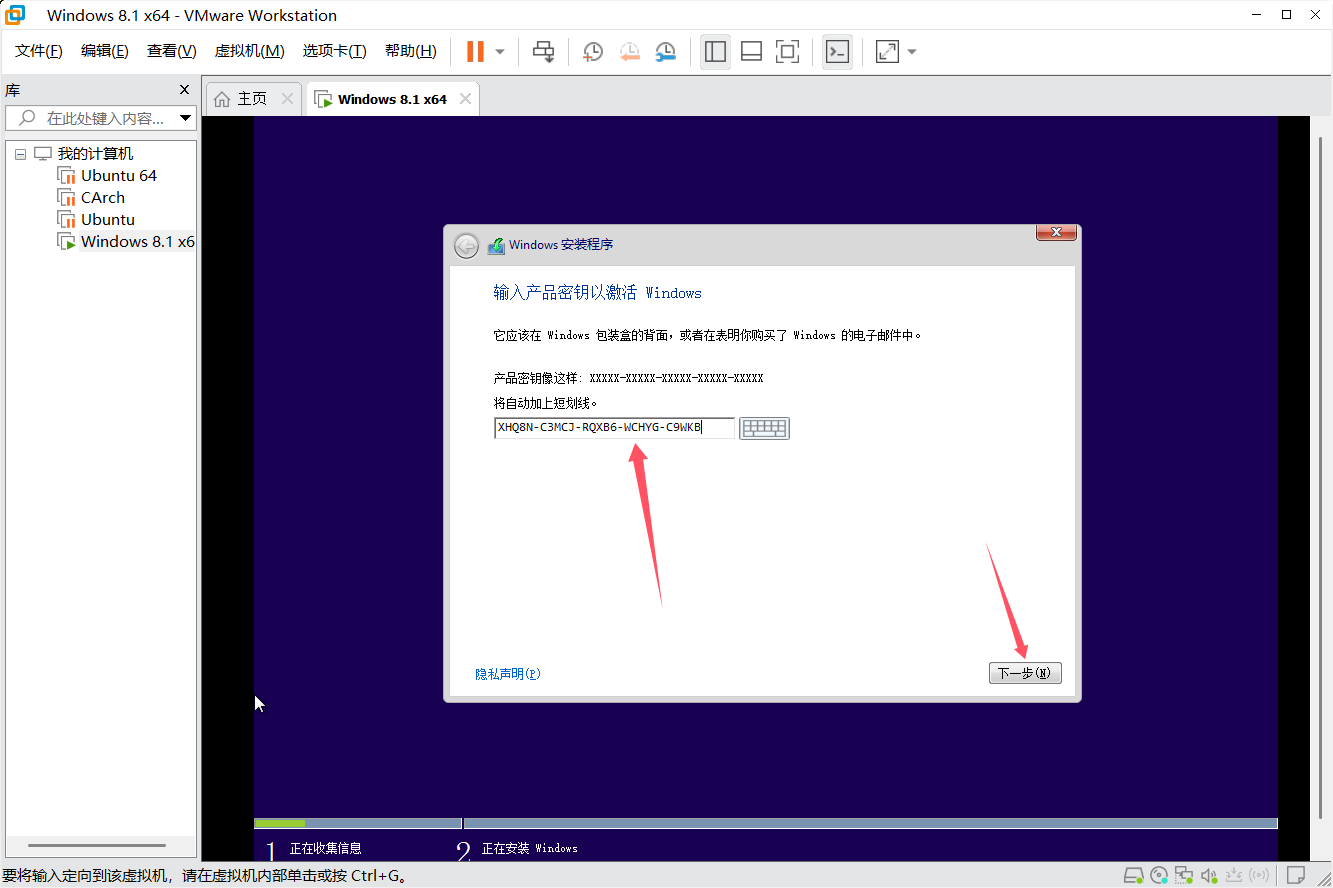 Windows 8.1 x64 - VMware Workstation
文件(F) 编辑(E) 查看(V) 虚拟机(M) 选项卡(T) 帮助(H)
库
在此处键入内容...
主页
Windows 8.1 x64
我的计算机
Ubuntu 64
CArch
Ubuntu
Windows 8.1 x6
Windows 安装程序
输入产品密钥以激活 Windows
它应该在 Windows 包装盒的背面，或者在表明你购买了 Windows 的电子邮件中。
产品密钥像这样: XXXXX-XXXXX-XXXXX-XXXXX-XXXXX
将自动加上短划线。
XHQ8N-C3MCJ-RQXB6-WCHYG-C9WKB
隐私声明(P)
下一步(N)
1 正在收集信息
2 正在安装 Windows
要将输入定向到该虚拟机，请在虚拟机内部单击或按 Ctrl+G。